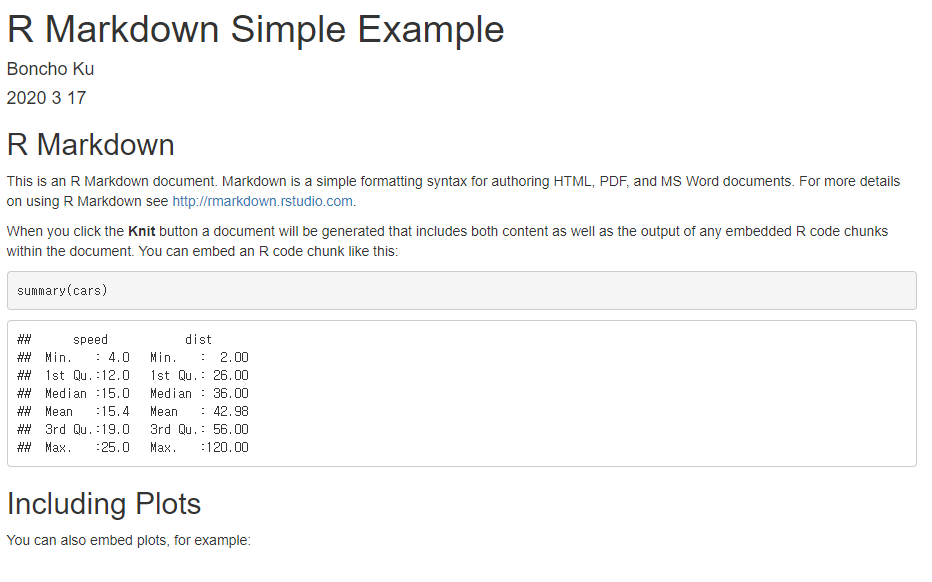 R Markdown Simple Example
Boncho Ku
2020 3 17
R Markdown
This is an R Markdown document. Markdown is a simple formatting syntax for authoring HTML, PDF, and MS Word documents. For more details
on using R Markdown see http://rmarkdown.rstudio.com.
When you click the Knit button a document will be generated that includes both content as well as the output of any embedded R code chunks
within the document. You can embed an R code chunk like this:
summary(cars)
##      speed           dist
##  Min.   : 4.0   Min.   :  2.00
##  1st Qu.:12.0   1st Qu.: 26.00
##  Median :15.0   Median : 36.00
##  Mean   :15.4   Mean   : 42.98
##  3rd Qu.:19.0   3rd Qu.: 56.00
##  Max.   :25.0   Max.   :120.00
Including Plots
You can also embed plots, for example: